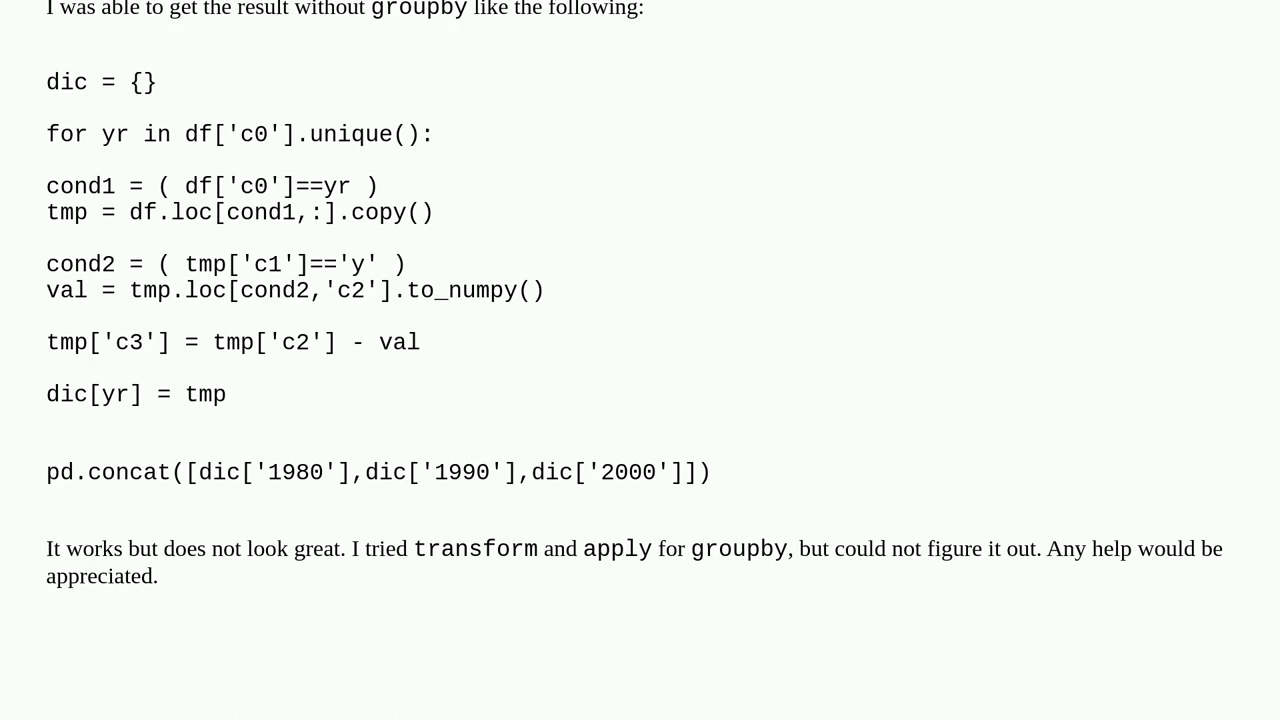 I was able to get the result without groupby like the following:
dic = {}
for yr in df['c0'].unique():
cond1 = ( df['c0']==yr )
tmp = df.loc[cond1,:].copy()
cond2 = ( tmp['c1']=='y' )
val = tmp.loc[cond2,'c2'].to_numpy()
tmp['c3'] = tmp['c2'] - val
dic[yr] = tmp
pd.concat([dic['1980'],dic['1990'],dic['2000']])
It works but does not look great. I tried transform and apply for groupby, but could not figure it out. Any help would be
appreciated.